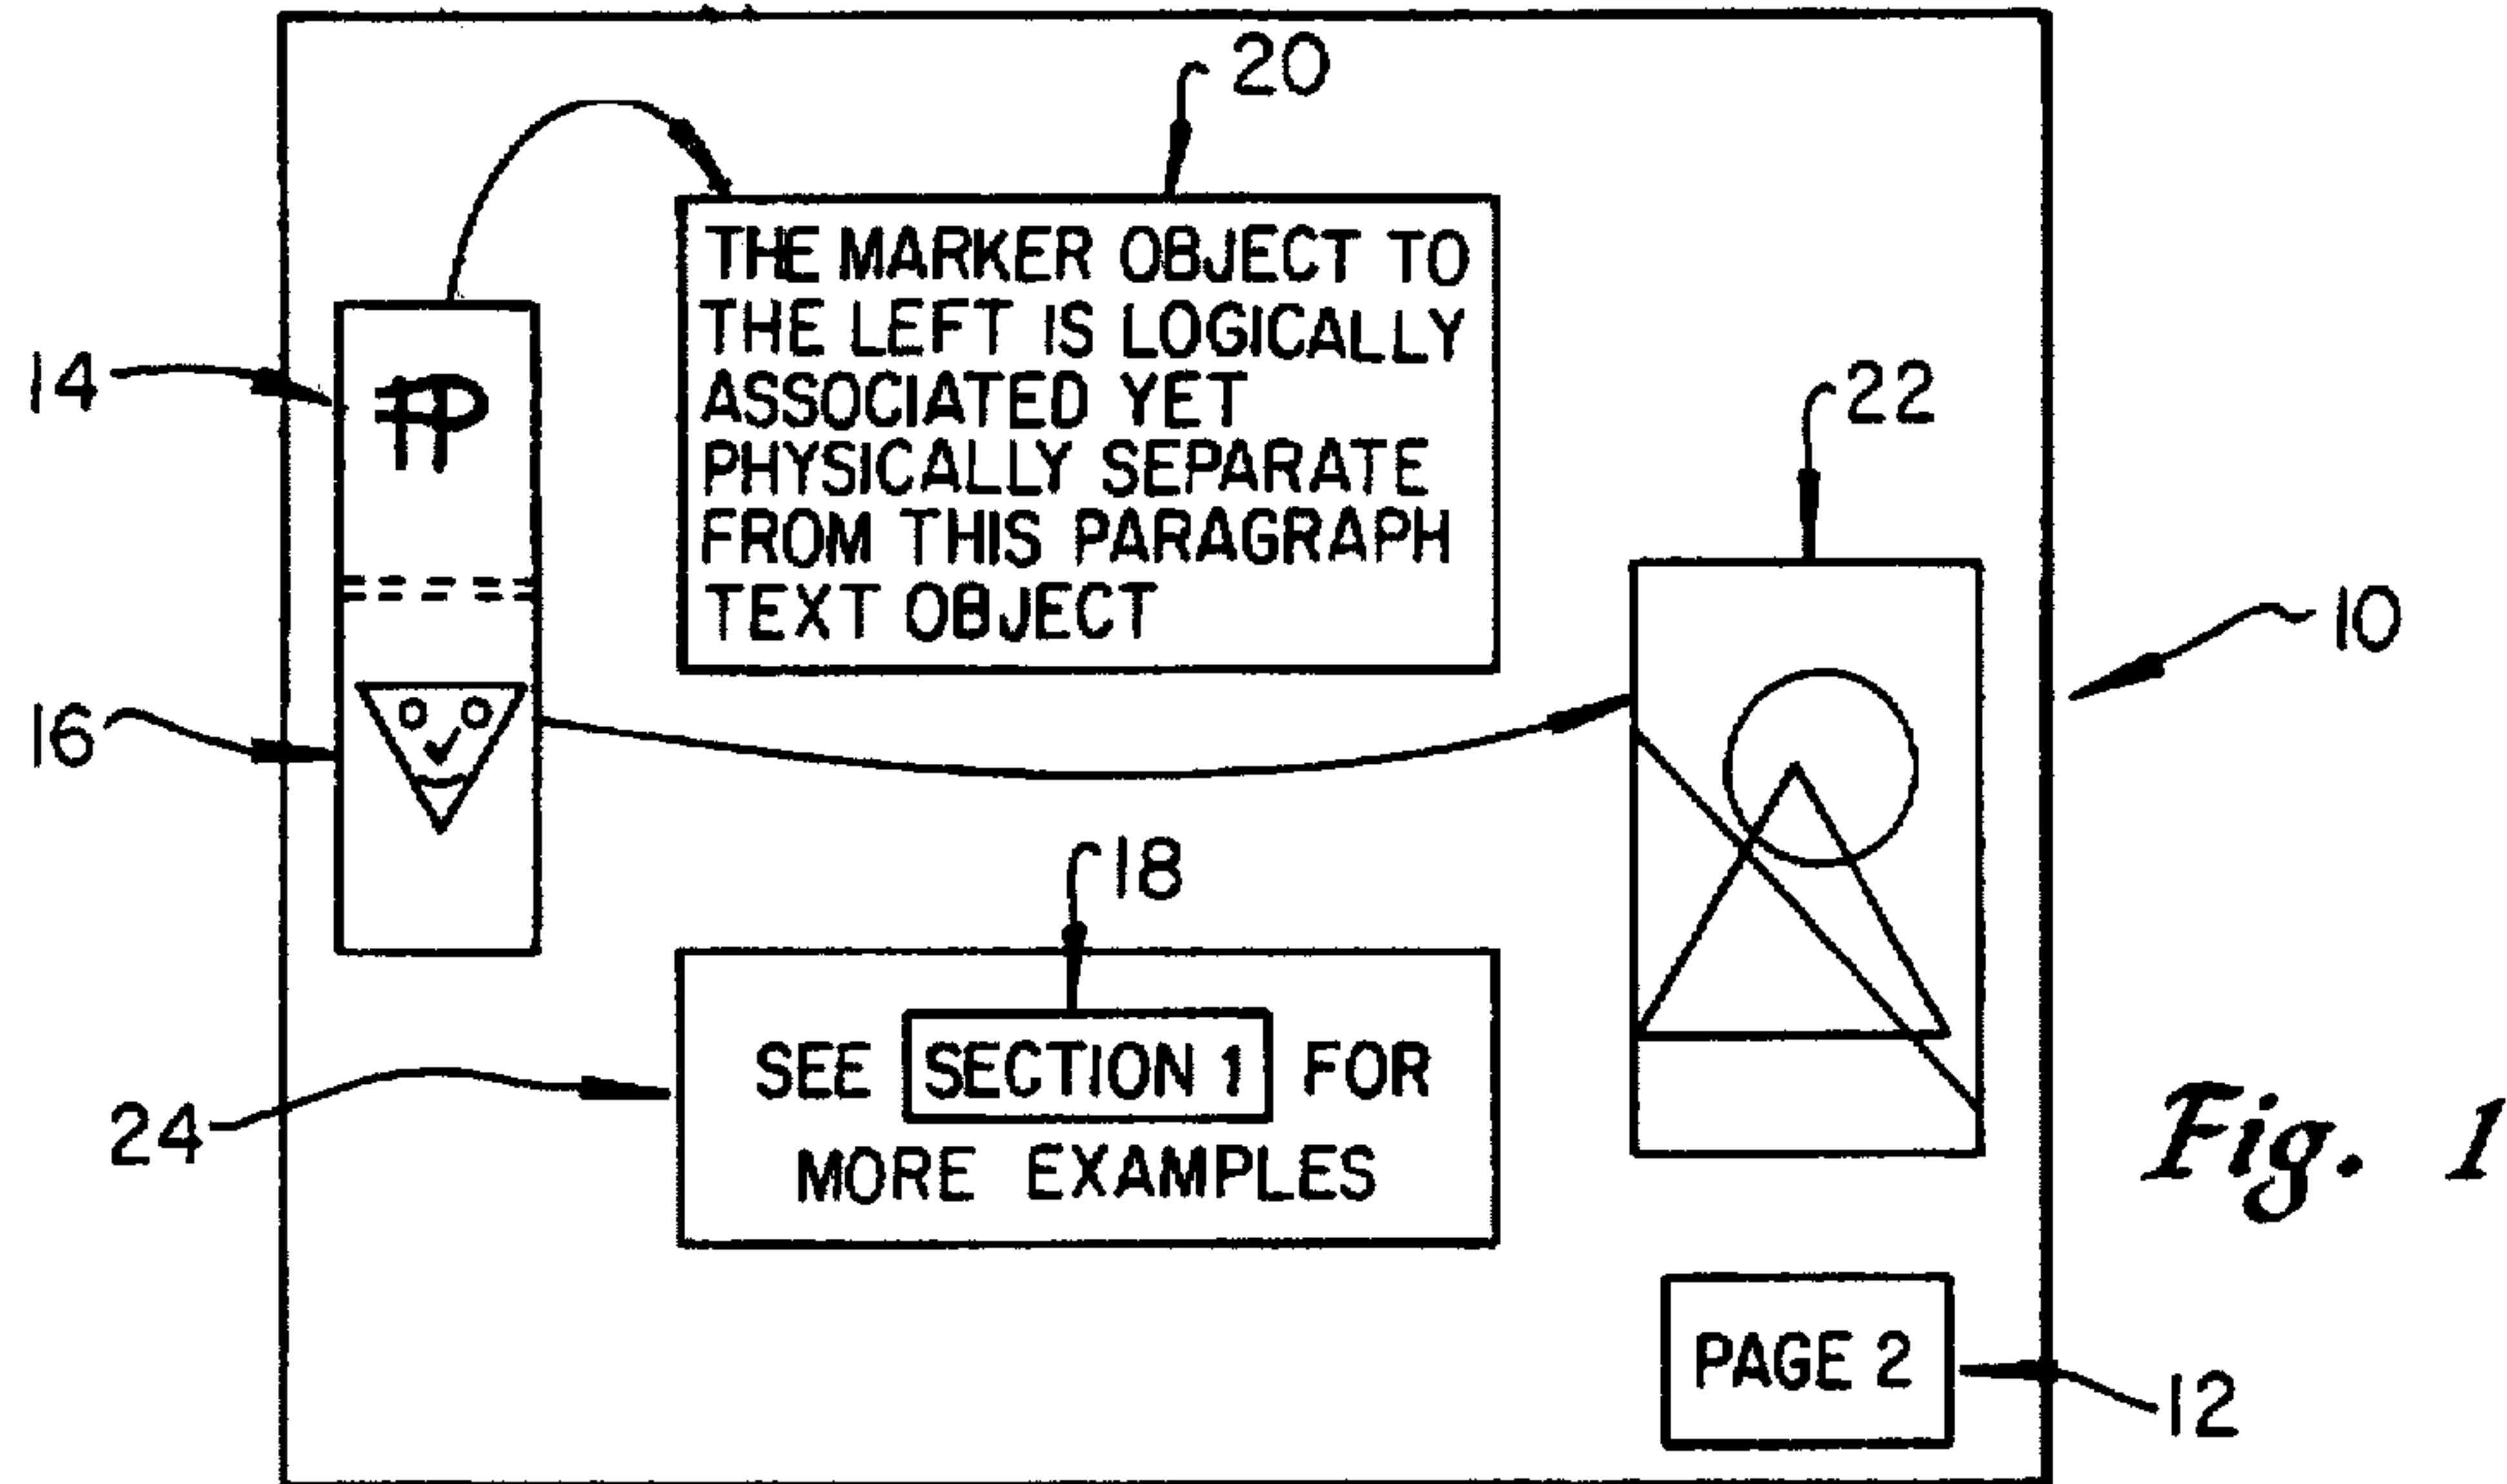 20
THE MARKER OBJECT TO
THE LEFT IS LOGICALLY
ASSOCIATED YET
PHYSICALLY SEPARATE
FROM THIS PARAGRAPH
TEXT OBJECT
14
22
10
16
18
SEE SECTION 1 FOR
MORE EXAMPLES
24
Fig. 1
PAGE 2
12